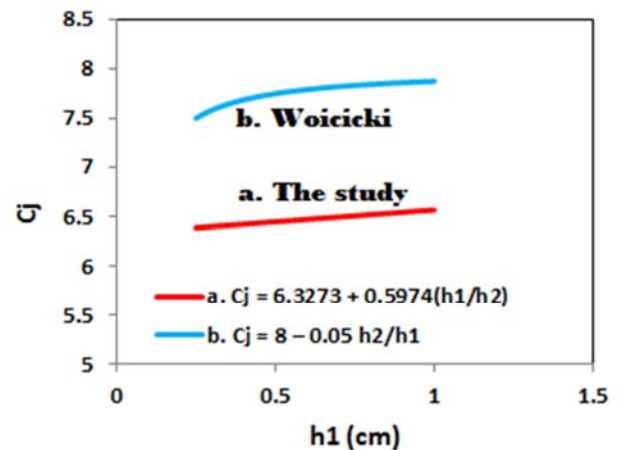 8.5
8
7.5
7
6.5
6
5.5
5
Cj
b. Woicicki
a. The study
a. Cj = 6.3273 + 0.5974(h1/h2)
b. Cj = 8 – 0.05 h2/h1
0 0.5 1 1.5
h1 (cm)